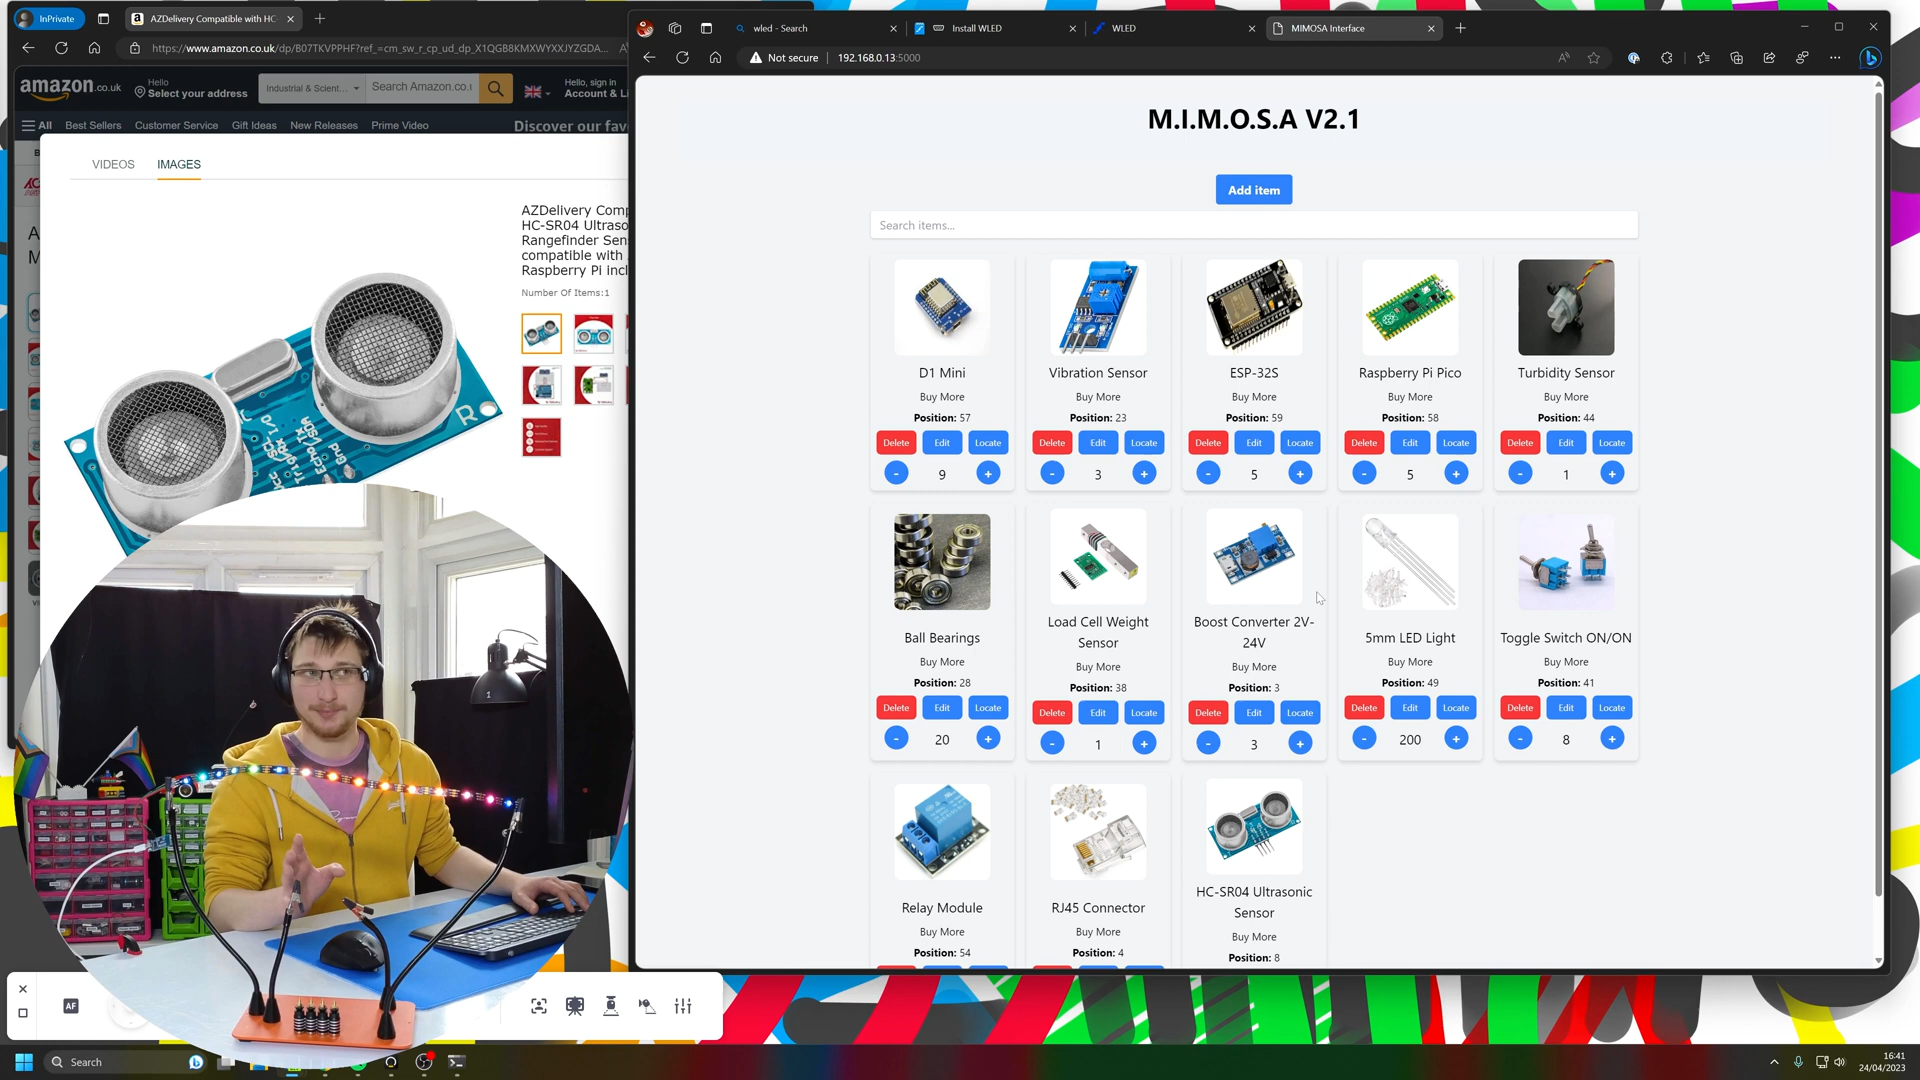 InPrivate
AZDelivery Compatible with HC
https://www.amazon.co.uk/dp/B07TKVPPHF?ref_=cm_sw_r_cp_ud_dp_X1QGB8KMXWYXXJYZGDA...
amazon.co.uk
Hello
Select your address
Industrial & Scient...
Search Amazon.co.u
Hello, sign in
Account & Li
All
Best Sellers
Customer Service
Gift Ideas
New Releases
Prime Video
Discover our fav
VIDEOS
IMAGES
AZDelivery Comp
HC-SR04 Ultraso
Rangefinder Sen
compatible with
Raspberry Pi incl
Number Of Items:1
R
wled - Search
Install WLED
WLED
MIMOSA Interface
Not secure
192.168.0.13:5000
M.I.M.O.S.A V2.1
Add item
Search items...
D1 Mini
Buy More
Position: 57
Delete
Edit
Locate
-
9
+
Vibration Sensor
Buy More
Position: 23
Delete
Edit
Locate
-
3
+
ESP-32S
Buy More
Position: 59
Delete
Edit
Locate
-
5
+
Raspberry Pi Pico
Buy More
Position: 58
Delete
Edit
Locate
-
5
+
Turbidity Sensor
Buy More
Position: 44
Delete
Edit
Locate
-
1
+
Ball Bearings
Buy More
Position: 28
Delete
Edit
Locate
-
20
+
Load Cell Weight
Sensor
Buy More
Position: 38
Delete
Edit
Locate
-
1
+
Boost Converter 2V-
24V
Buy More
Position: 3
Delete
Edit
Locate
-
3
+
5mm LED Light
Buy More
Position: 49
Delete
Edit
Locate
-
200
+
Toggle Switch ON/ON
Buy More
Position: 41
Delete
Edit
Locate
-
8
+
Relay Module
Buy More
Position: 54
RJ45 Connector
Buy More
Position: 4
HC-SR04 Ultrasonic
Sensor
Buy More
Position: 8
1
AF
Search
16:41
24/04/2023